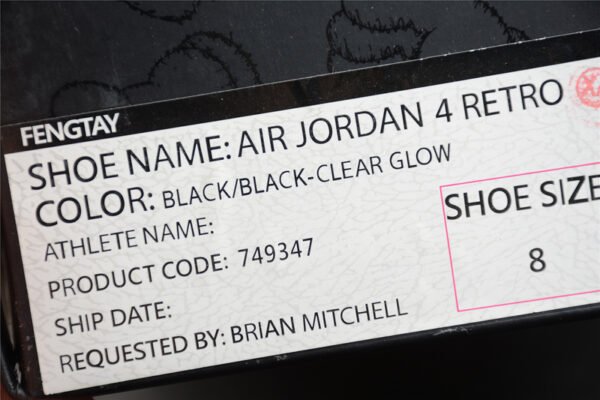 FENGTAY
SHOE NAME: AIR JORDAN 4 RETRO
COLOR: BLACK/BLACK-CLEAR GLOW
ATHLETE NAME:
PRODUCT CODE: 749347
SHIP DATE:
REQUESTED BY: BRIAN MITCHELL
SHOE SIZE
8